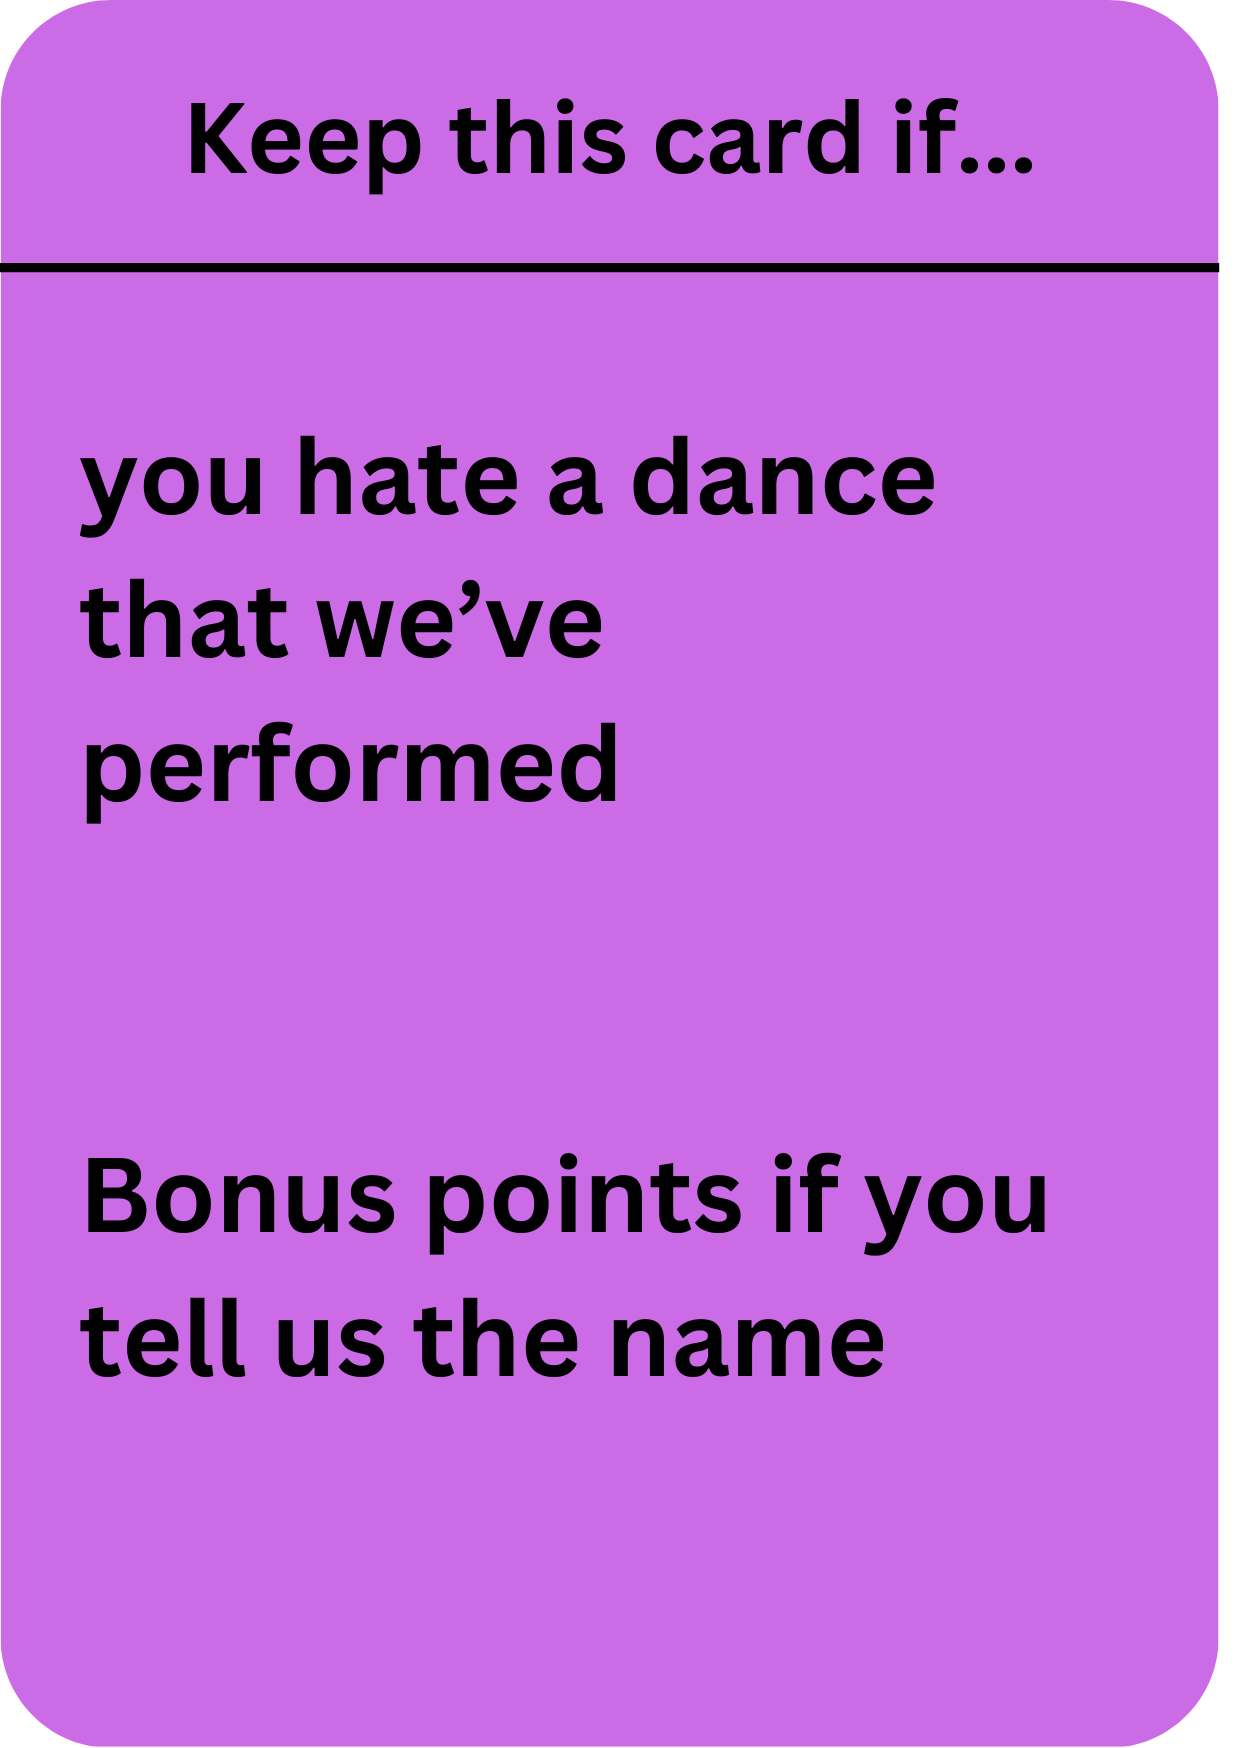 Keep this card if...
you hate a dance
that we’ve
performed
Bonus points if you
tell us the name